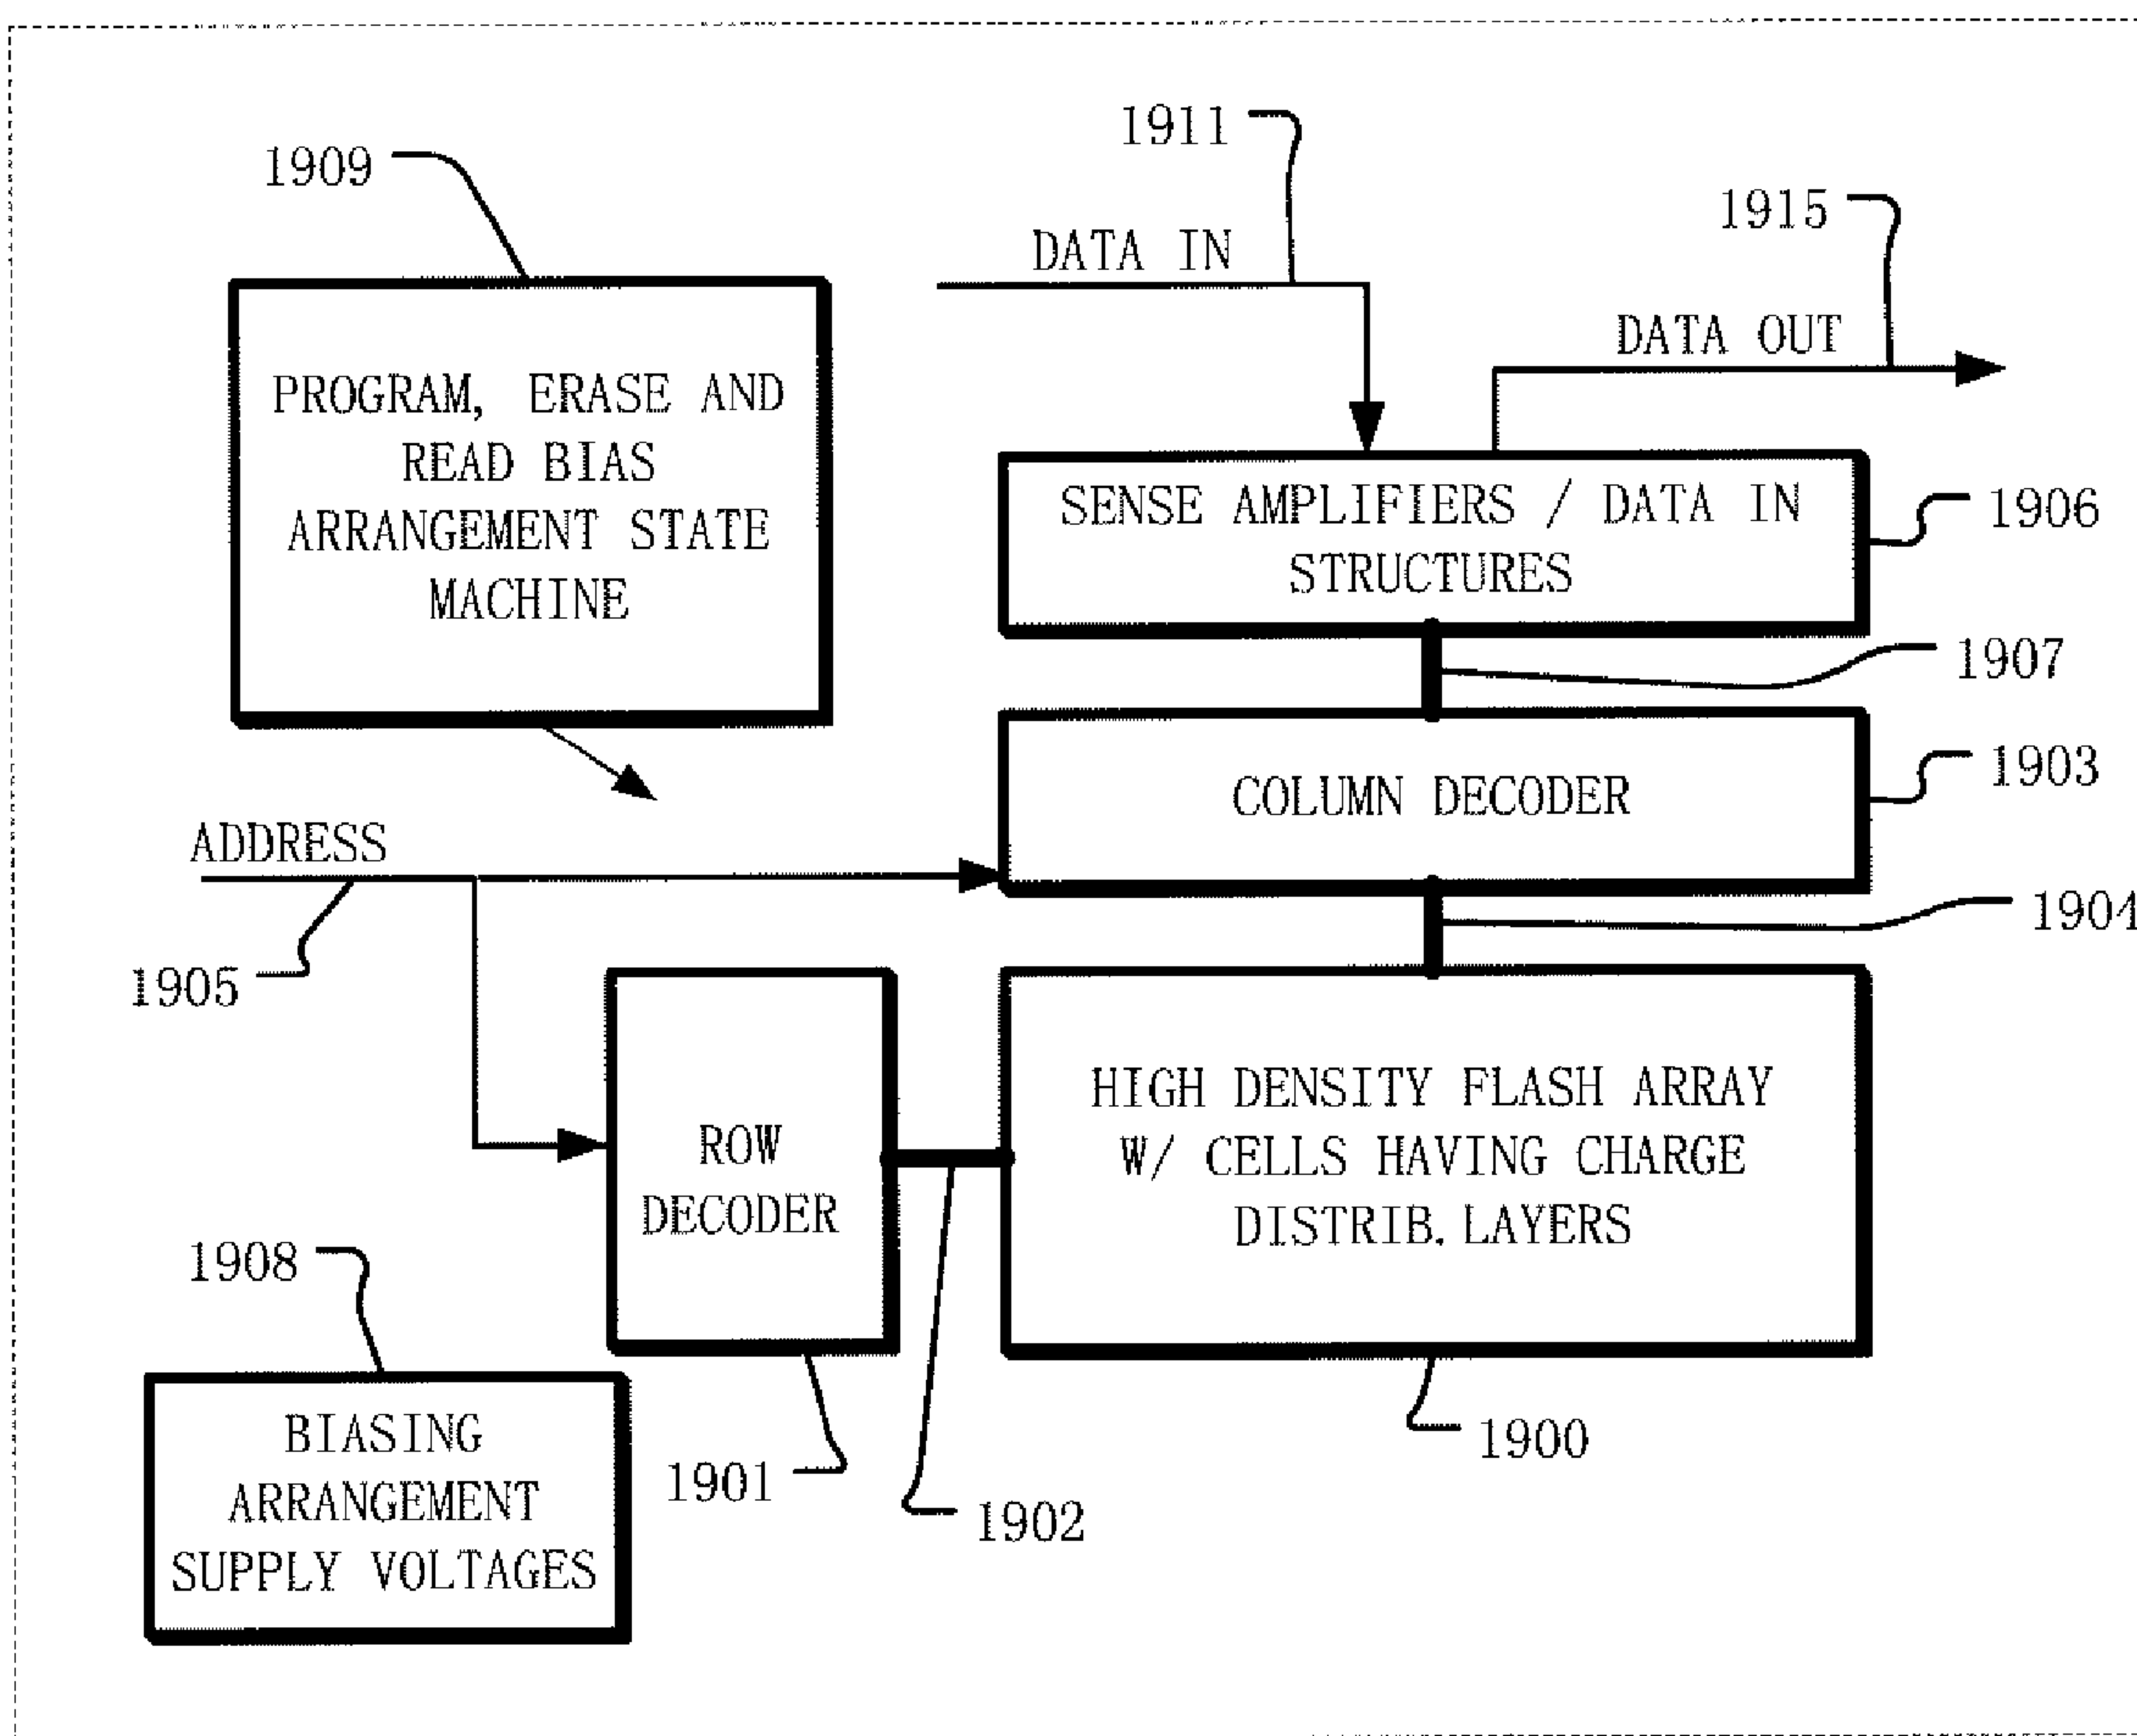 1911
1909
1915
DATA IN
DATA OUT
PROGRAM, ERASE AND
READ BIAS
ARRANGEMENT STATE
MACHINE
SENSE AMPLIFIERS / DATA IN
STRUCTURES
1906
1907
COLUMN DECODER
1903
ADDRESS
1904
1905
HIGH DENSITY FLASH ARRAY
W/ CELLS HAVING CHARGE
DISTRIB. LAYERS
ROW
DECODER
1908
1900
1901
1902
BIASING
ARRANGEMENT
SUPPLY VOLTAGES